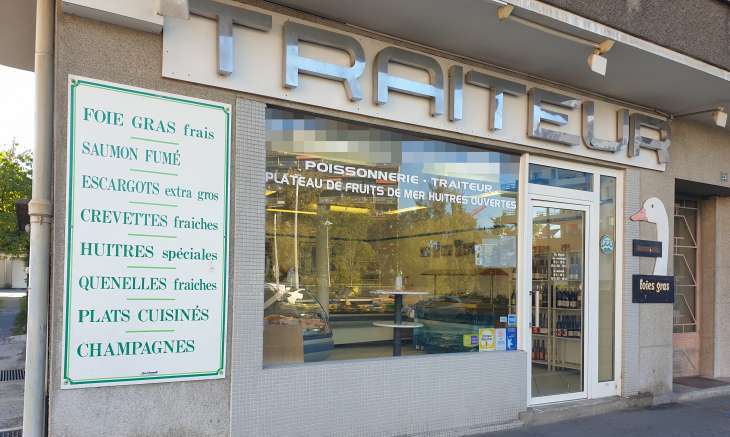 TRAITEUR
FOIE GRAS frais
SAUMON FUMÉ
ESCARGOTS extra gros
CREVETTES fraiches
HUITRES spéciales
QUENELLES fraiches
PLATS CUISINÉS
CHAMPAGNES
POISSONNERIE - TRAITEUR
PLATEAU DE FRUITS DE MER HUITRES OUVERTES
foies gras